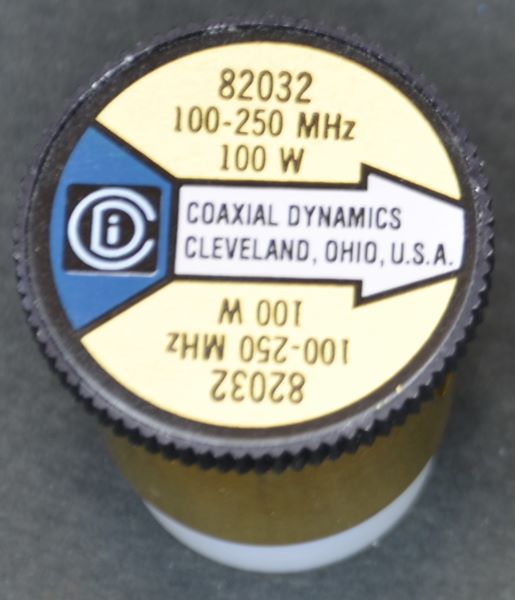 82032
100-250 MHz
100 W
CDi
COAXIAL DYNAMICS
CLEVELAND, OHIO, U.S.A.
100 W
100-250 MHz
82032